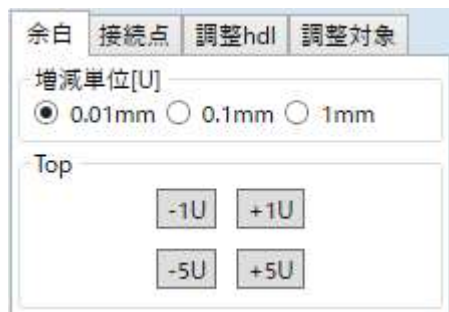 余白 接続点 調整hdl 調整対象
増減単位[U]
0.01mm 0.1mm 1mm
Top
-1U +1U
-5U +5U